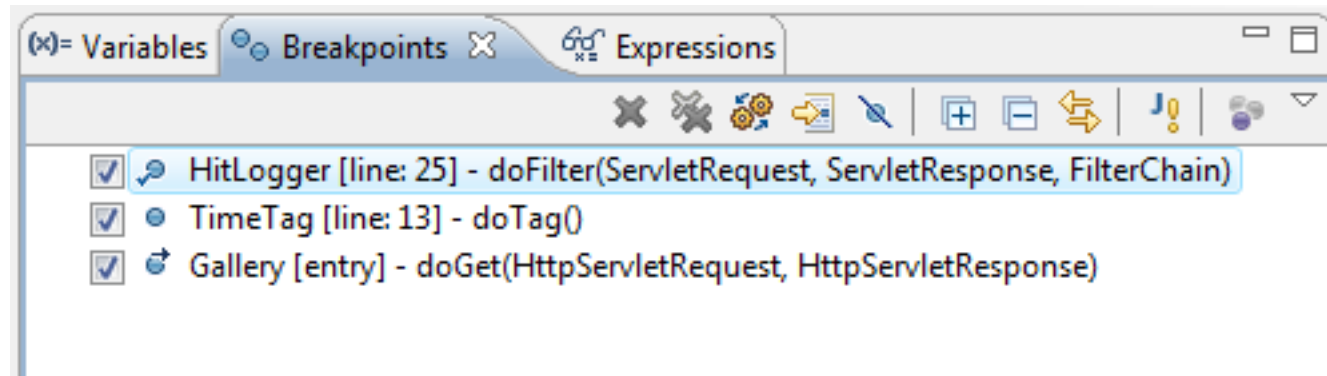 (x)= Variables Breakpoints Expressions
J!
HitLogger [line: 25] - doFilter(ServletRequest, ServletResponse, FilterChain)
TimeTag [line: 13] - doTag()
Gallery [entry] - doGet(HttpServletRequest, HttpServletResponse)